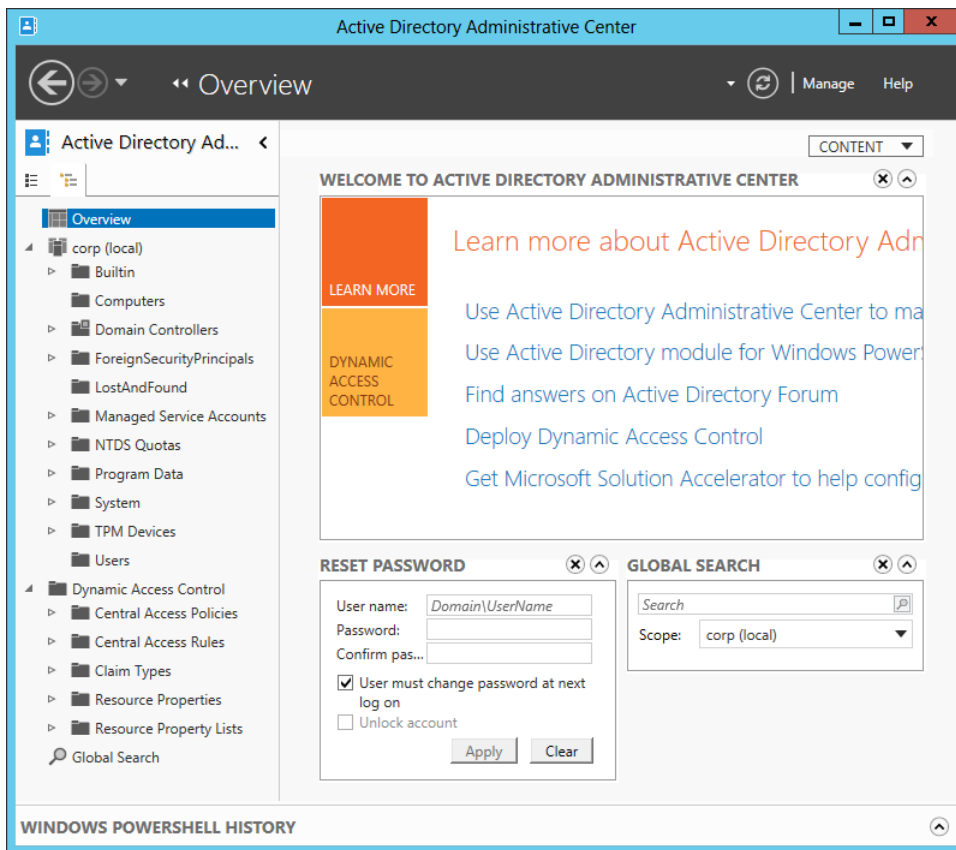 Active Directory Administrative Center
Overview
Manage
Help
Active Directory Ad...
CONTENT
Overview
corp (local)
Builtin
Computers
Domain Controllers
ForeignSecurityPrincipals
LostAndFound
Managed Service Accounts
NTDS Quotas
Program Data
System
TPM Devices
Users
Dynamic Access Control
Central Access Policies
Central Access Rules
Claim Types
Resource Properties
Resource Property Lists
Global Search
WELCOME TO ACTIVE DIRECTORY ADMINISTRATIVE CENTER
LEARN MORE
DYNAMIC
ACCESS
CONTROL
Learn more about Active Directory Adm
Use Active Directory Administrative Center to ma
Use Active Directory module for Windows PowerS
Find answers on Active Directory Forum
Deploy Dynamic Access Control
Get Microsoft Solution Accelerator to help config
RESET PASSWORD
User name: Domain\UserName
Password:
Confirm pas...
User must change password at next
log on
Unlock account
Apply Clear
GLOBAL SEARCH
Search
Scope: corp (local)
WINDOWS POWERSHELL HISTORY